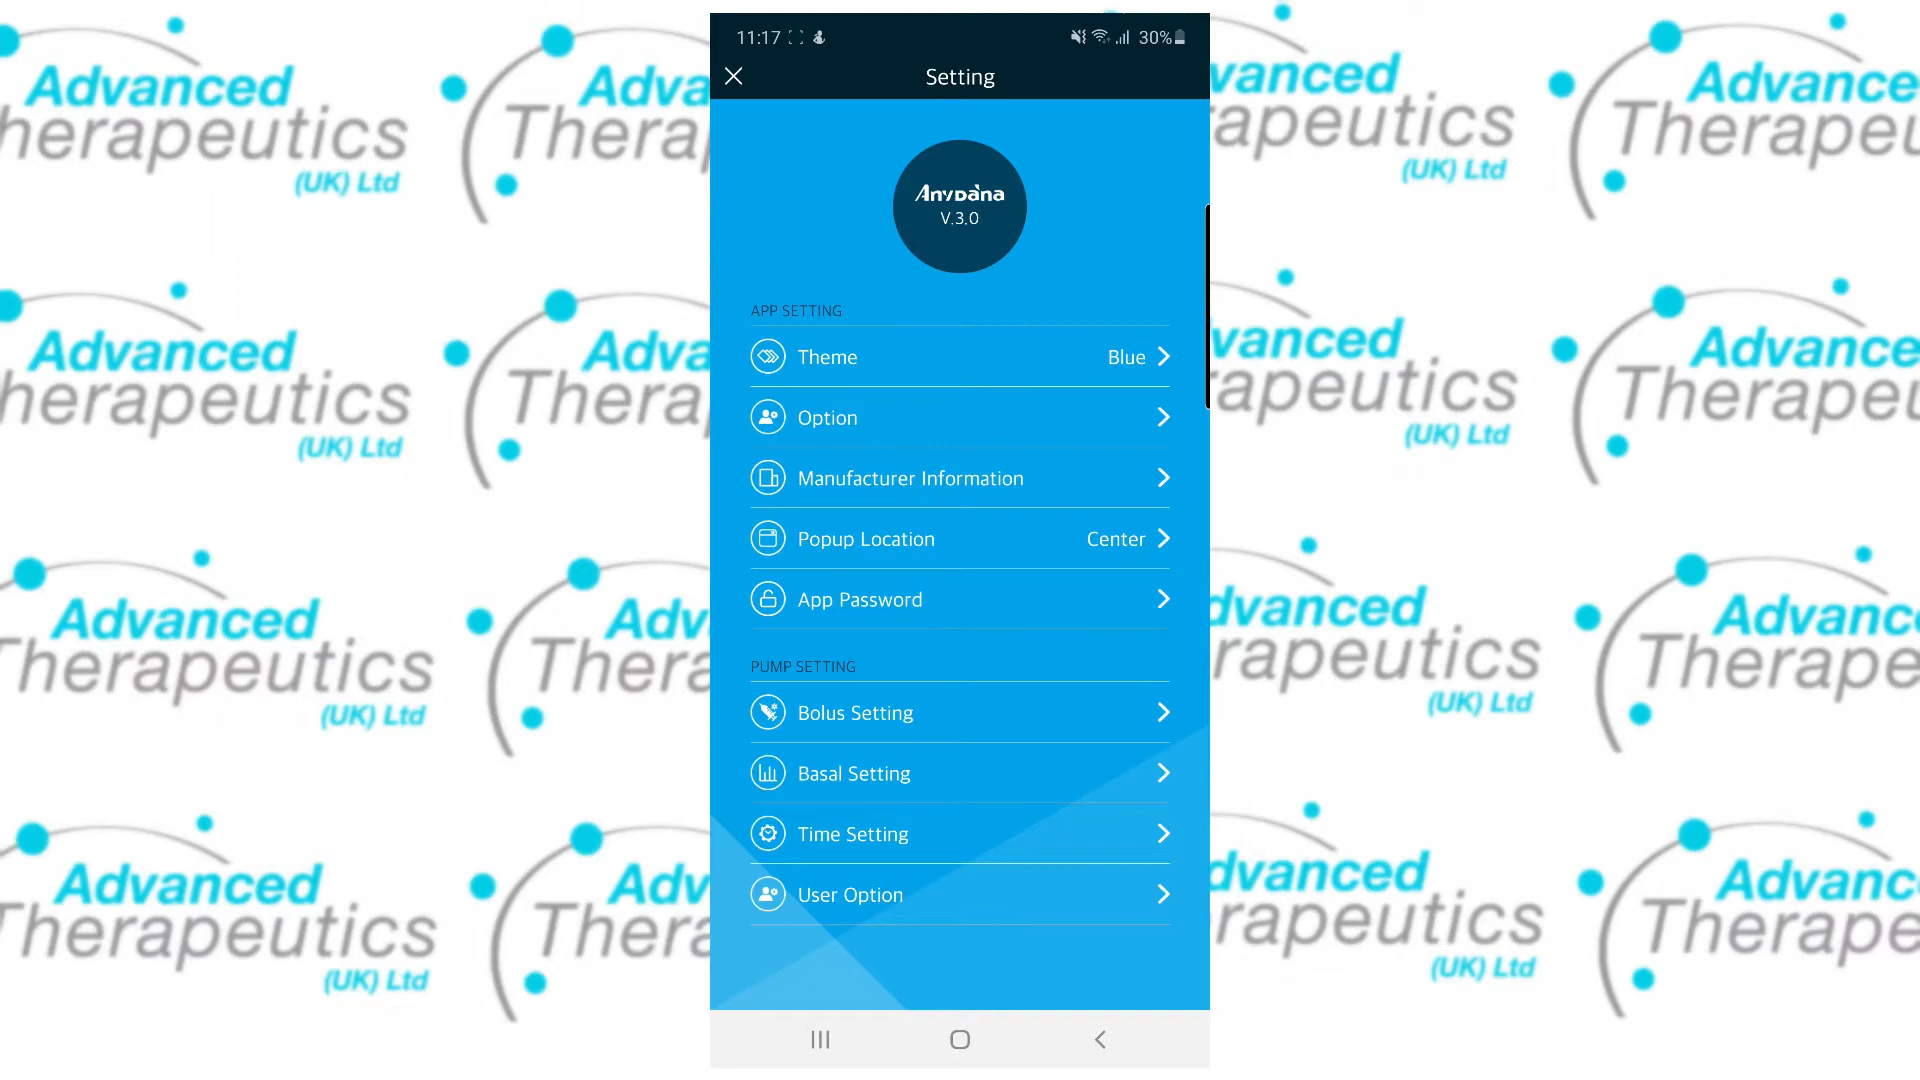 11:17
30%
Setting
AnyDana
V.3.0
APP SETTING
Theme
Blue
Option
Manufacturer Information
Popup Location
Center
App Password
PUMP SETTING
Bolus Setting
Basal Setting
Time Setting
User Option
Advanced
Therapeutics
(UK) Ltd